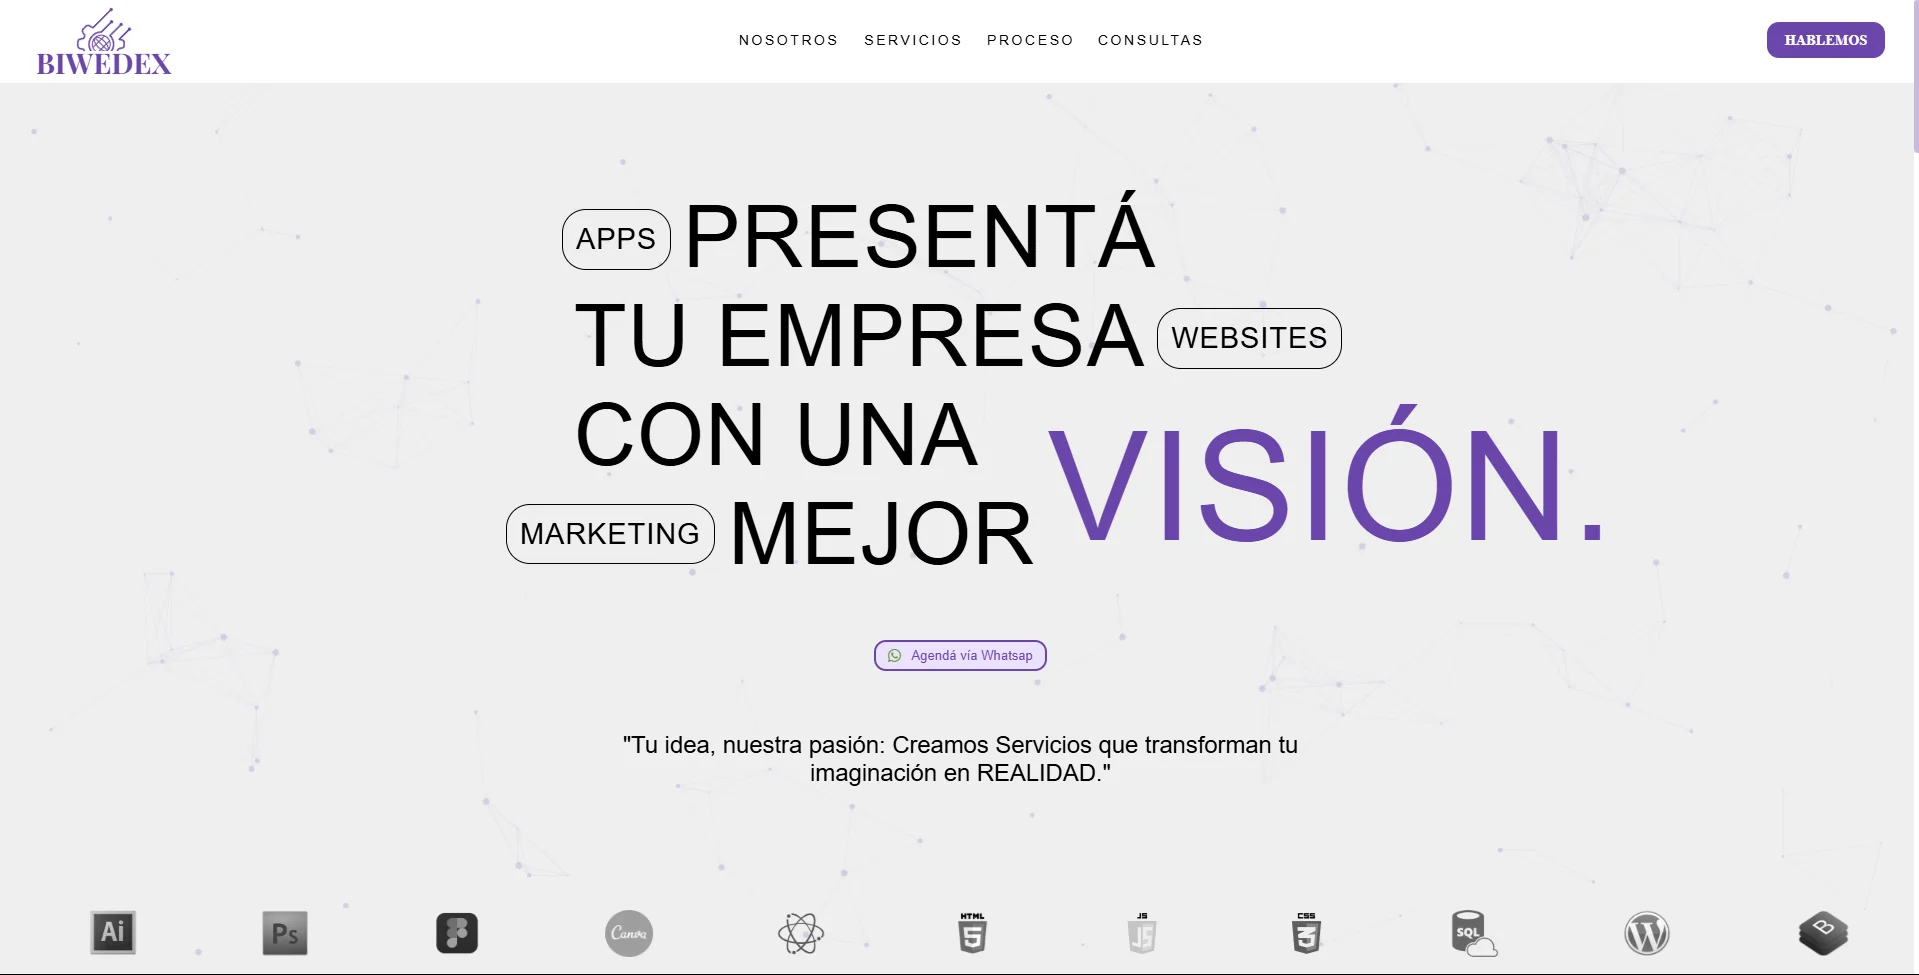 BIWEDEX
NOSOTROS SERVICIOS PROCESO CONSULTAS
HABLEMOS
APPS PRESENTÁ
TU EMPRESA WEBSITES
CON UNA
MARKETING MEJOR VISIÓN.
Agendá vía Whatsap
"Tu idea, nuestra pasión: Creamos Servicios que transforman tu
imaginación en REALIDAD."
Ai Ps Canva HTML 5 JS JS CSS 3 SQL W B